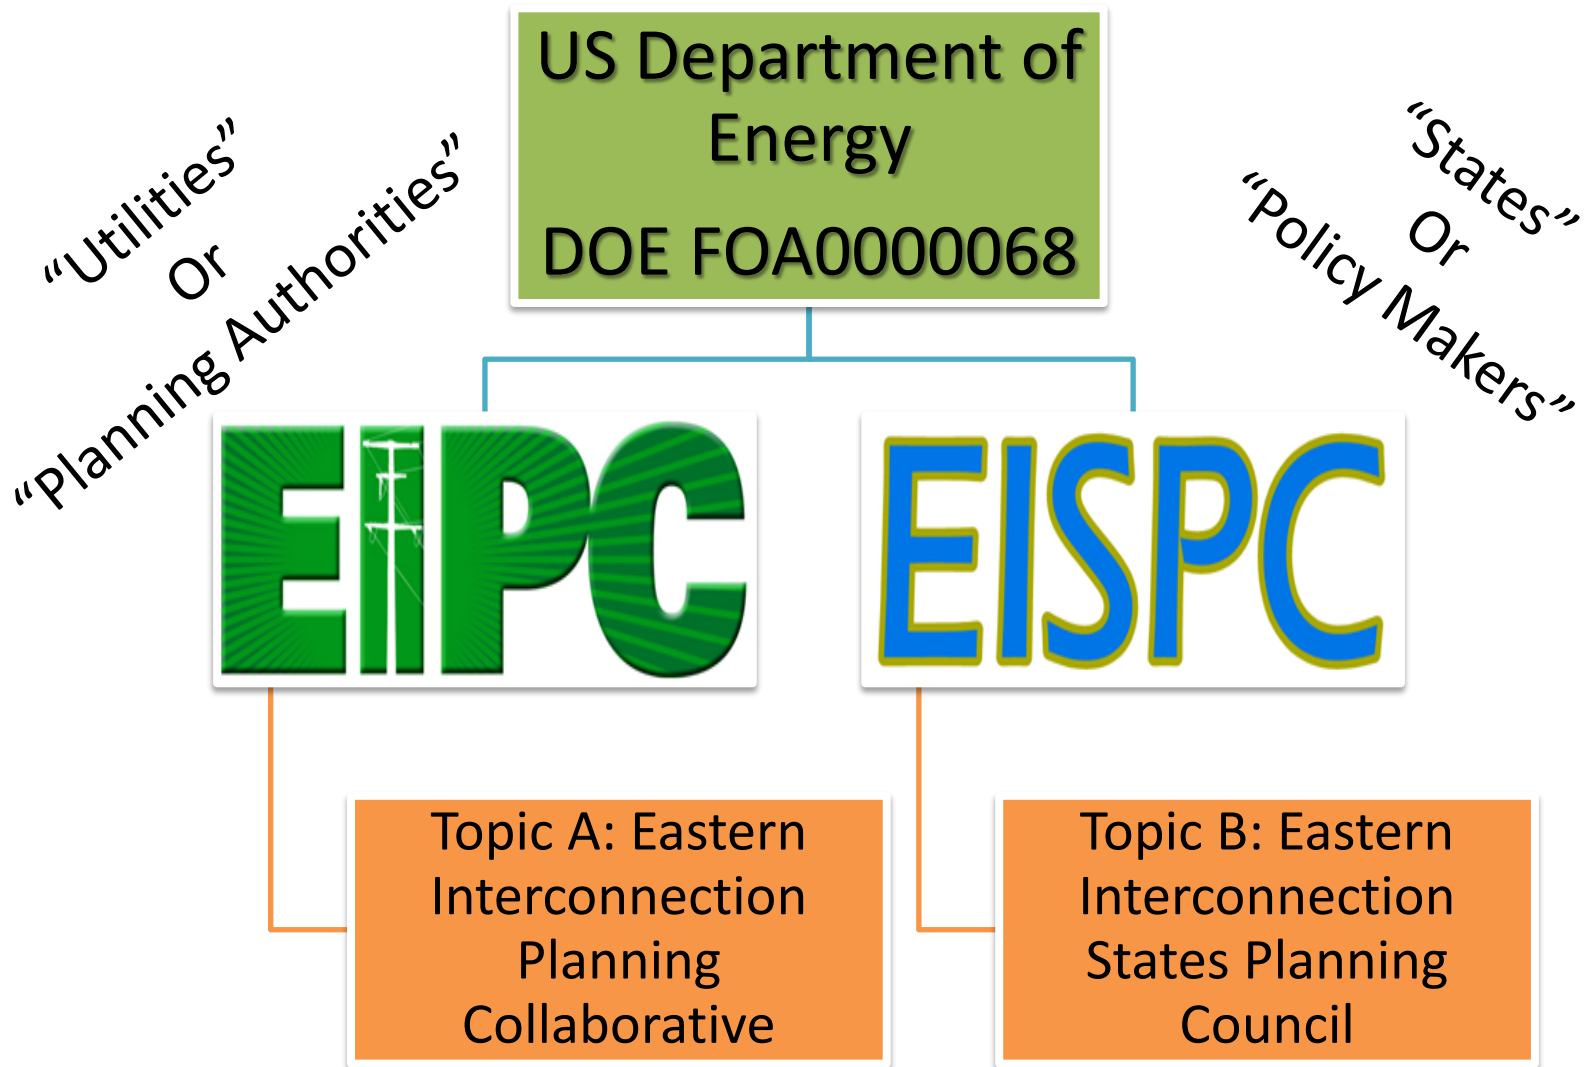 US Department of
Energy
DOE FOA0000068
“Utilities”
Or
“Planning Authorities”
“States”
Or
“Policy Makers”
EIPC
EISPC
Topic A: Eastern
Interconnection
Planning
Collaborative
Topic B: Eastern
Interconnection
States Planning
Council